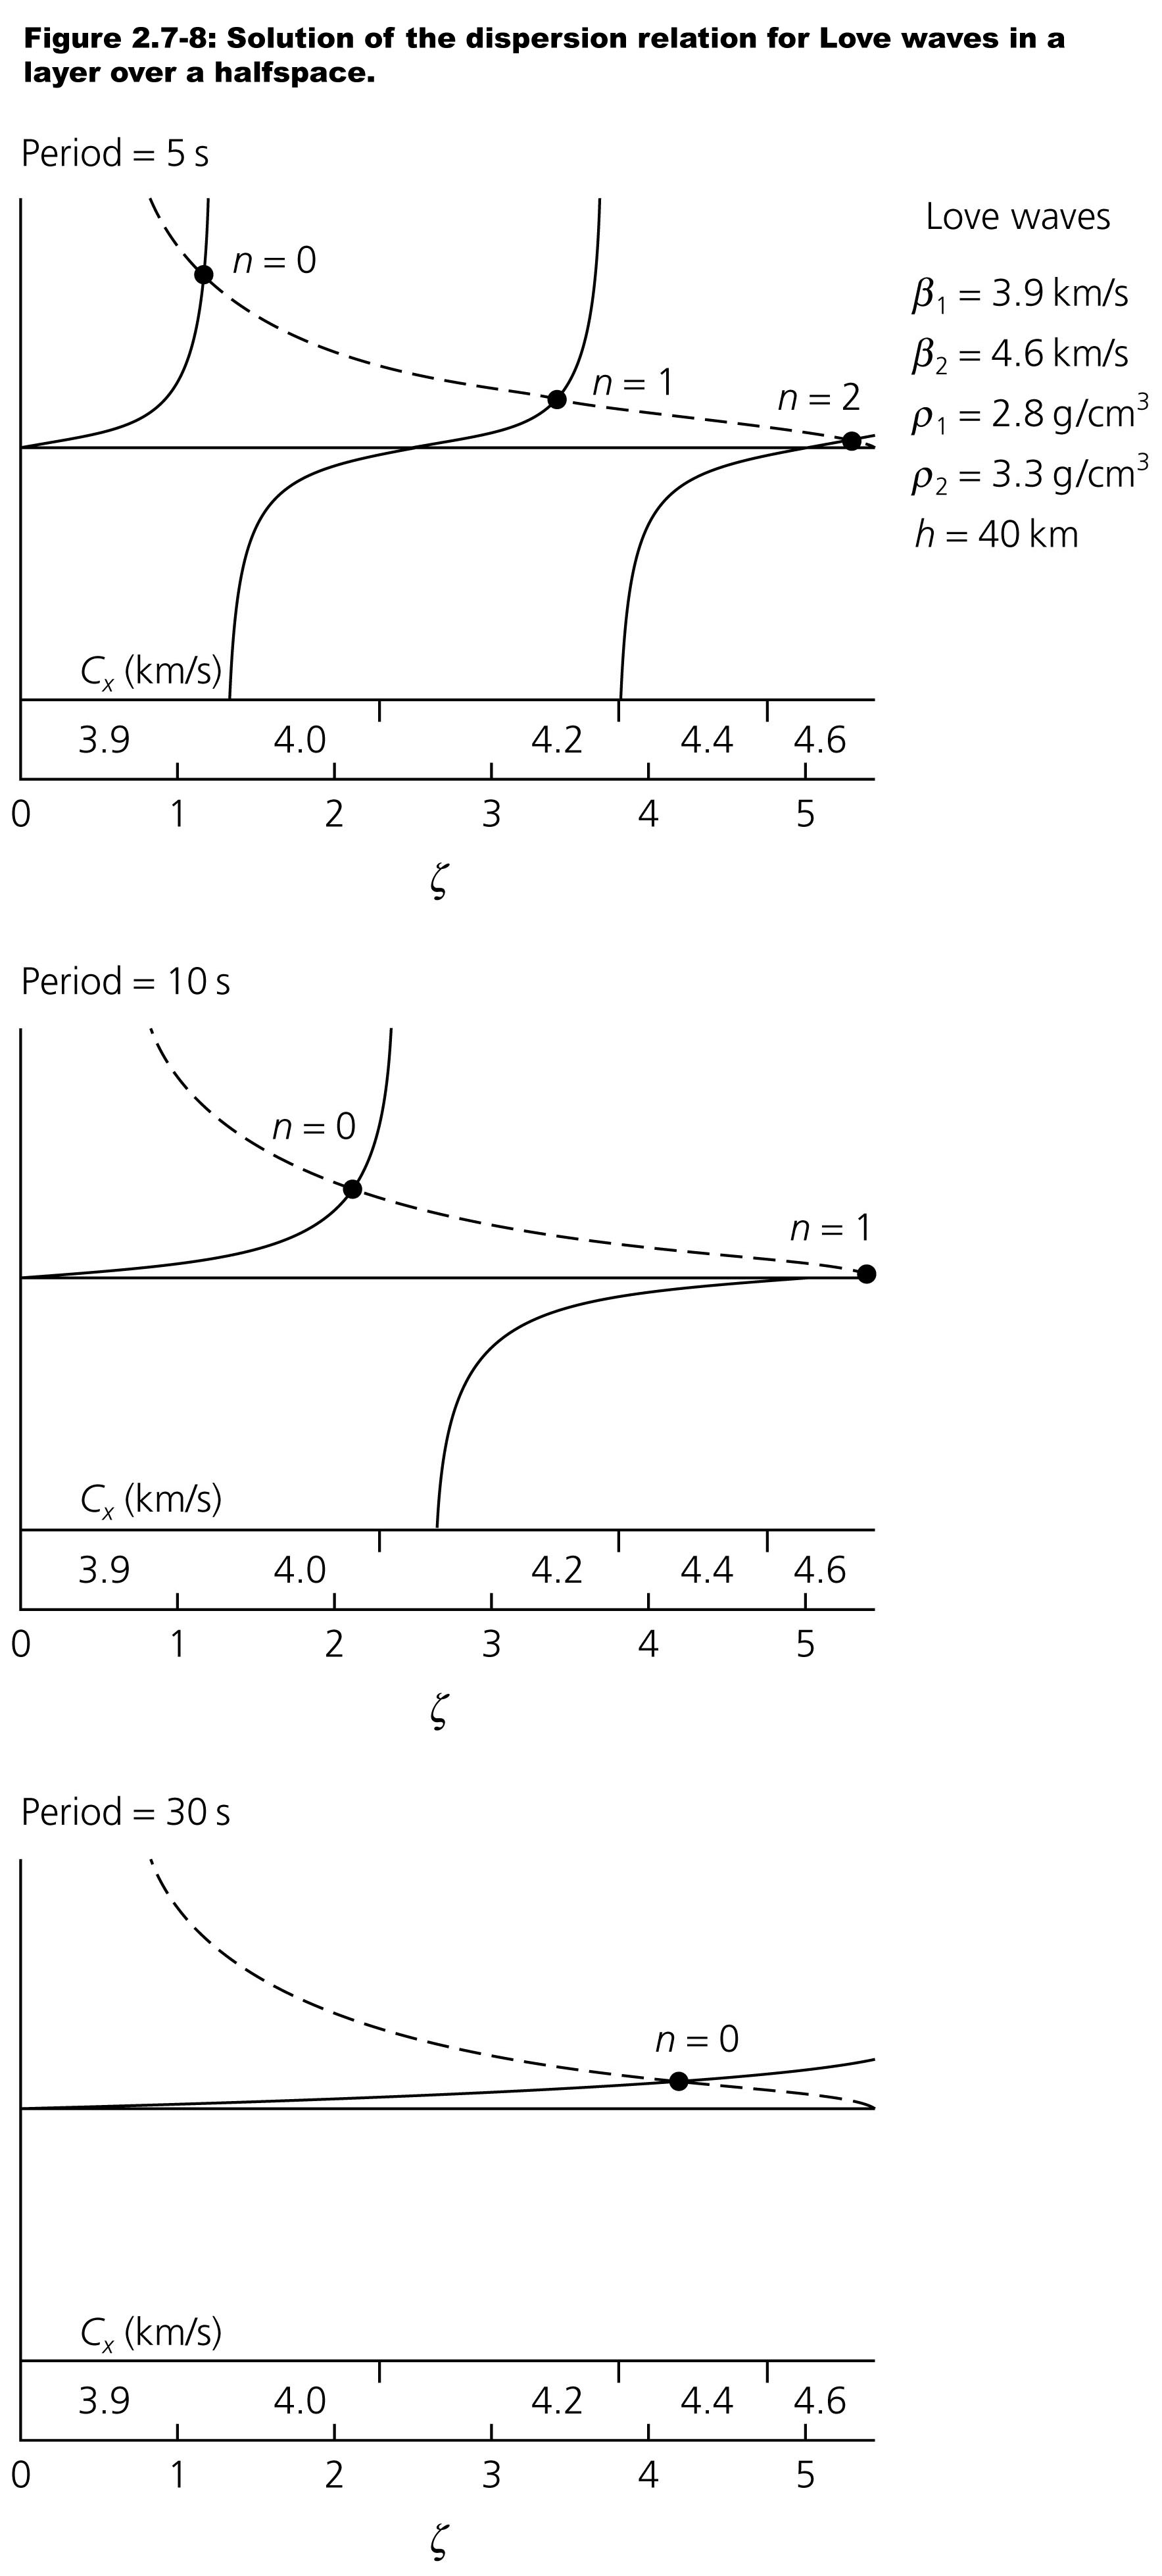 Figure 2.7-8: Solution of the dispersion relation for Love waves in a
layer over a halfspace.
Period = 5 s
Love waves
β₁ = 3.9 km/s
β₂ = 4.6 km/s
ρ₁ = 2.8 g/cm³
ρ₂ = 3.3 g/cm³
h = 40 km
n = 0
n = 1
n = 2
Cₓ (km/s)
3.9 4.0 4.2 4.4 4.6
0 1 2 3 4 5
ζ
Period = 10 s
n = 0
n = 1
Cₓ (km/s)
3.9 4.0 4.2 4.4 4.6
0 1 2 3 4 5
ζ
Period = 30 s
n = 0
Cₓ (km/s)
3.9 4.0 4.2 4.4 4.6
0 1 2 3 4 5
ζ